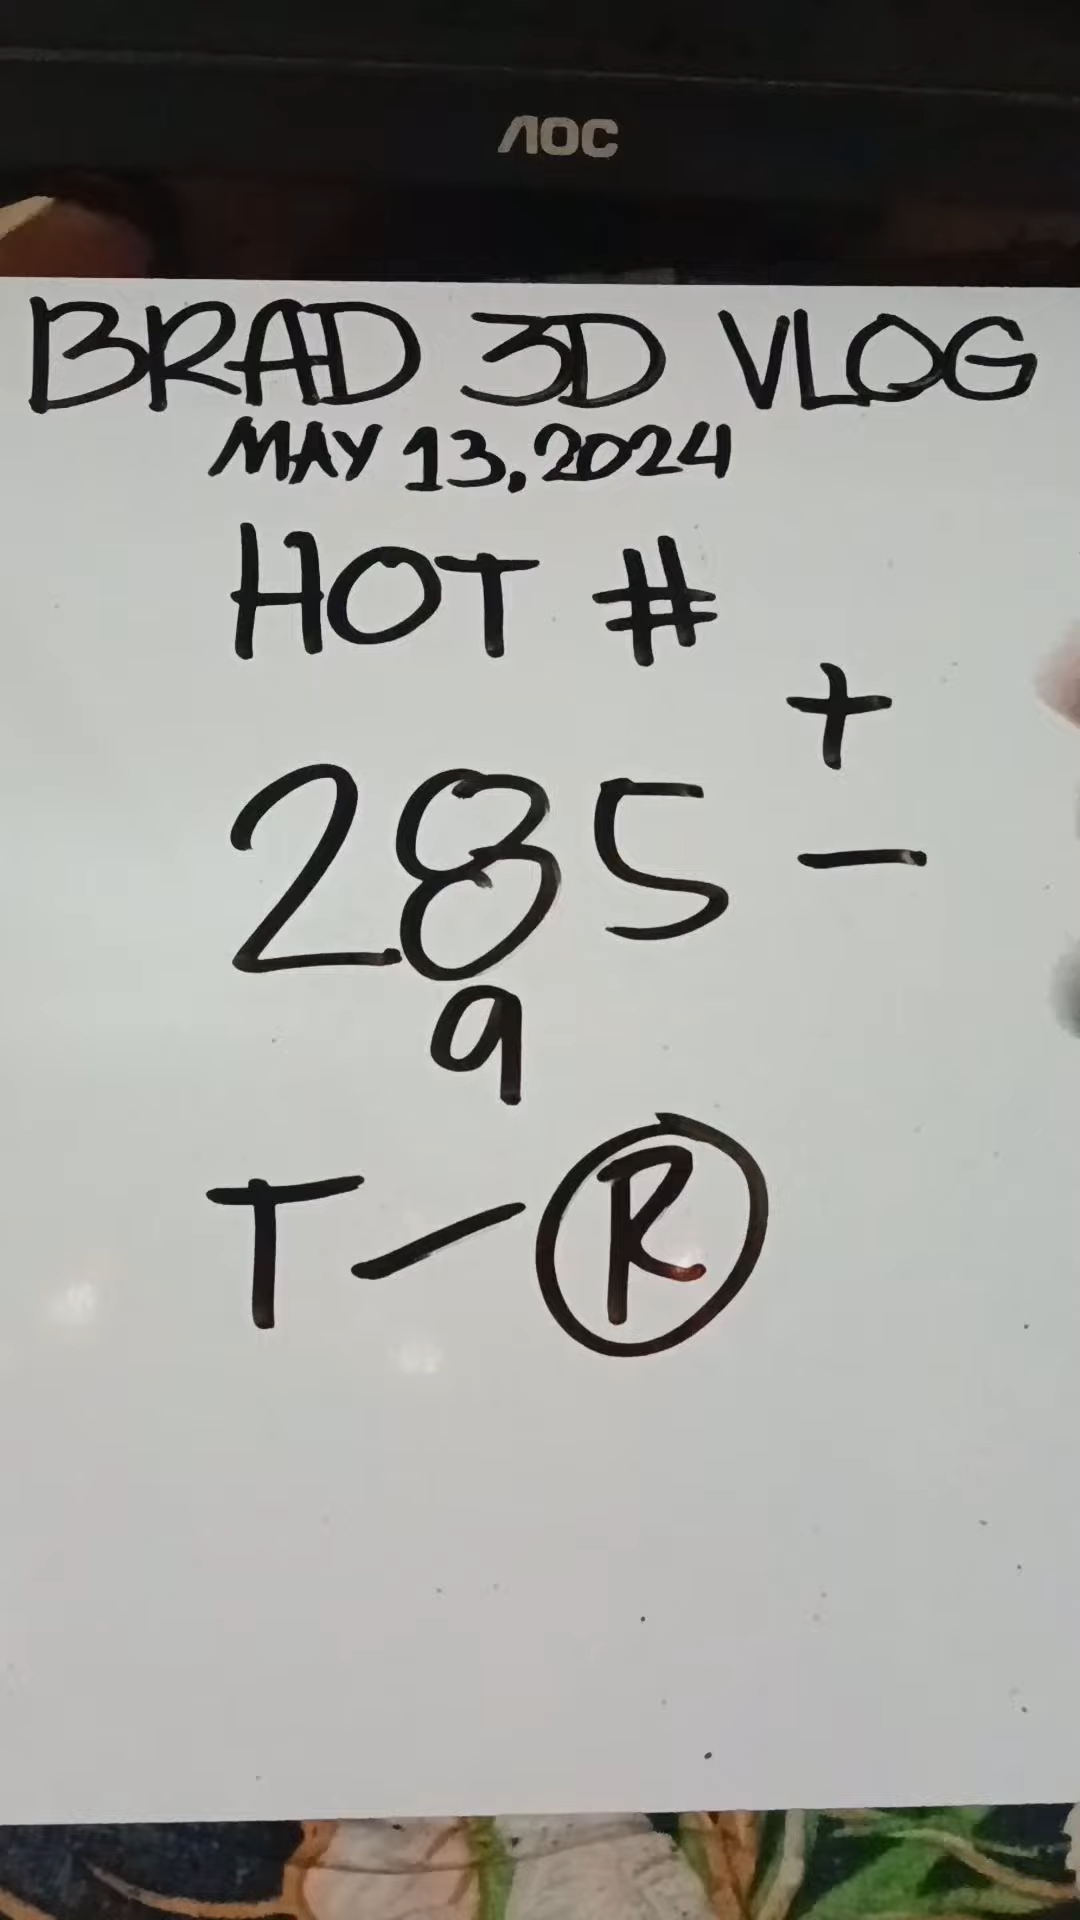 AOC
BRAD 3D VLOG
MAY 13, 2024
HOT #
+
285 -
9
T - R